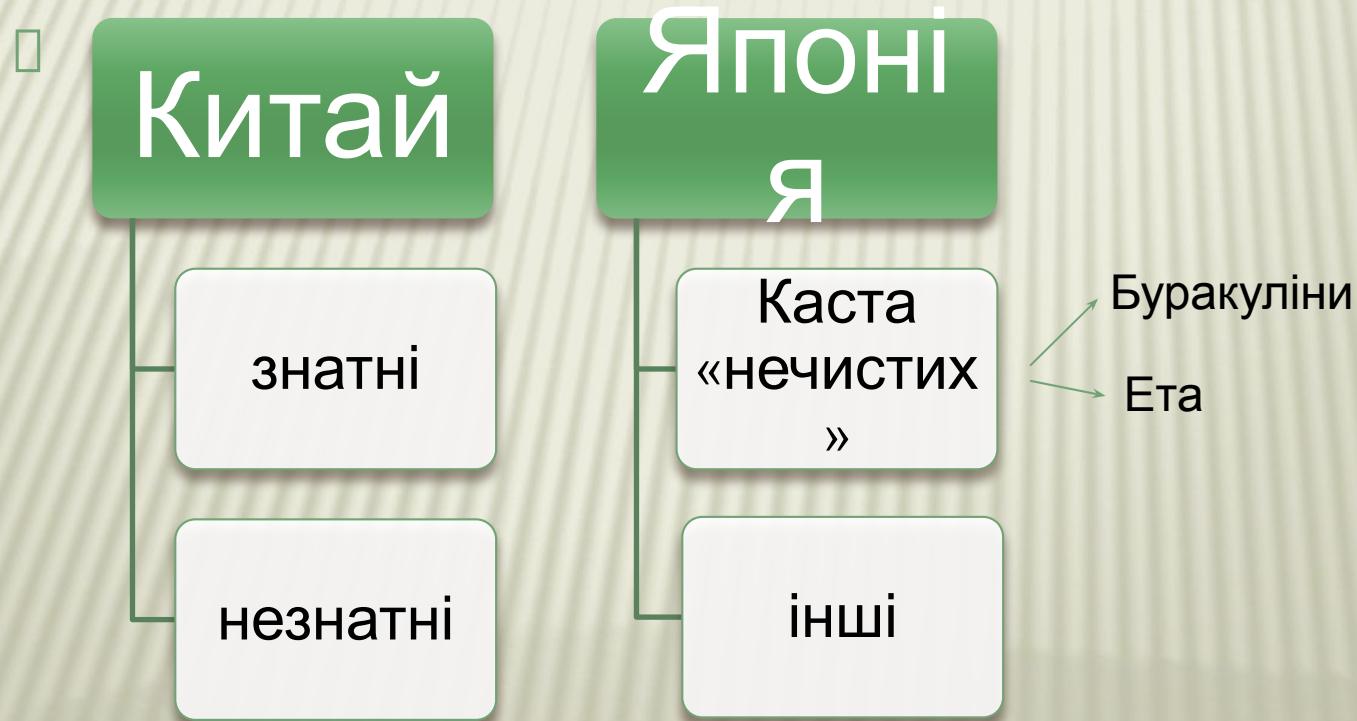 Китай
знатні
незнатні
Японі
я
Каста
«нечистих
»
інші
Буракуліни
Ета